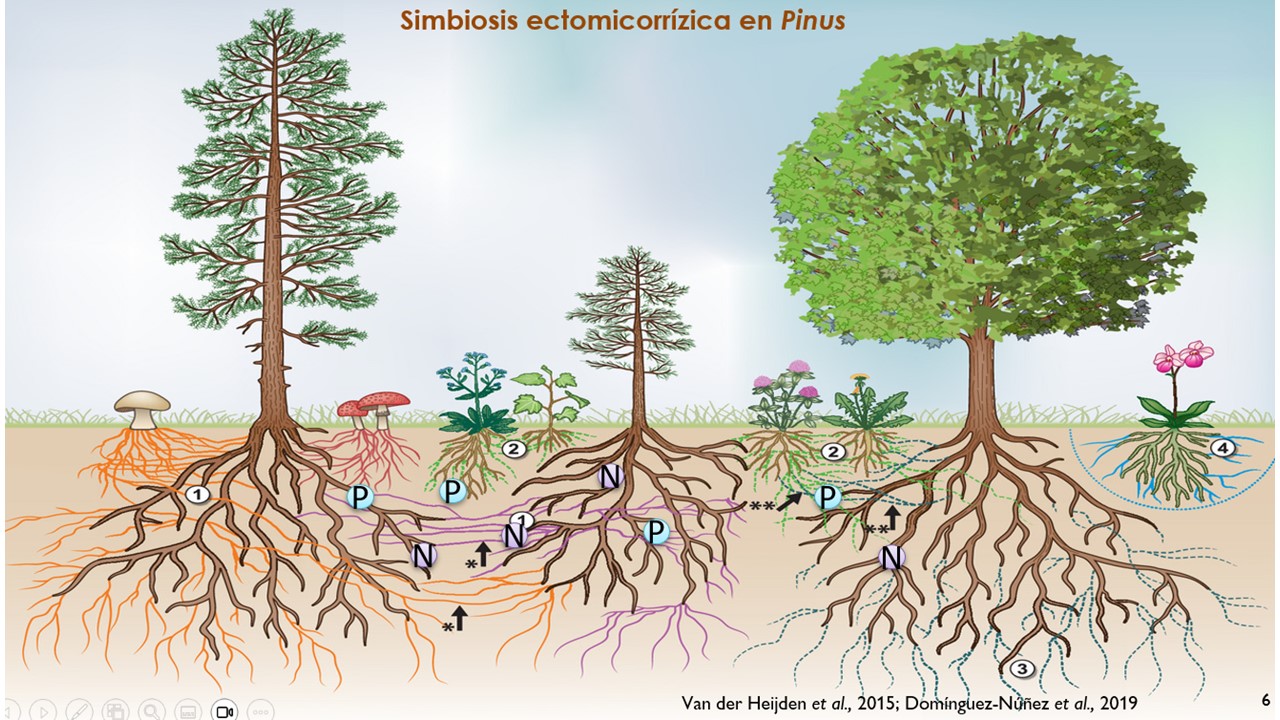 Simbiosis ectomicorrízica en Pinus
2
1
N
P
P
P
N
1
P
N
N
*
*
**
**
2
4
3
Van der Heijden et al., 2015; Domínguez-Núñez et al., 2019
6